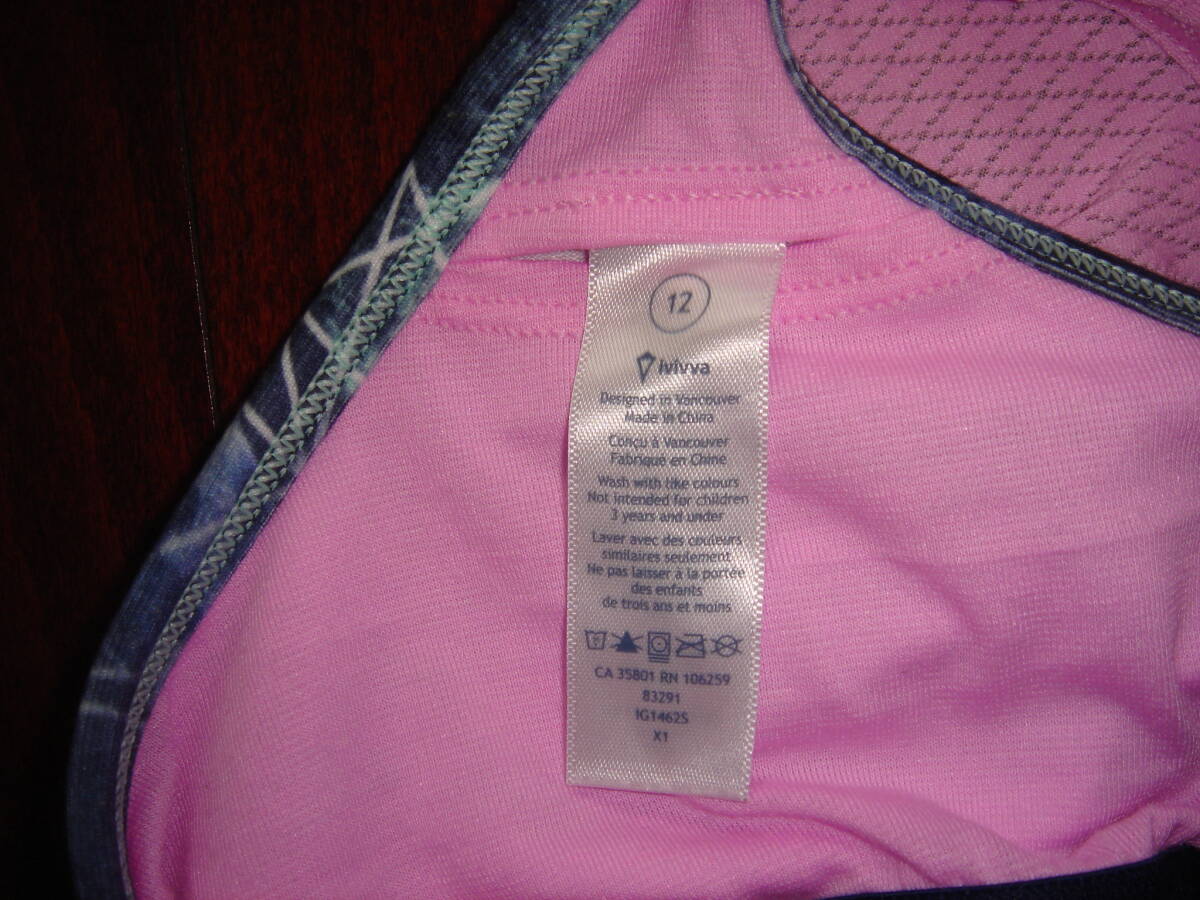 12
ivivva
Designed in Vancouver
Made in China
Conçu à Vancouver
Fabrique en Chine
Wash with like colours
Not intended for children
3 years and under
Laver avec des couleurs
similaires seulement
Ne pas laisser à la portée
des enfants
de trois ans et moins
CA 35801 RN 106259
83291
IG1462S
X1